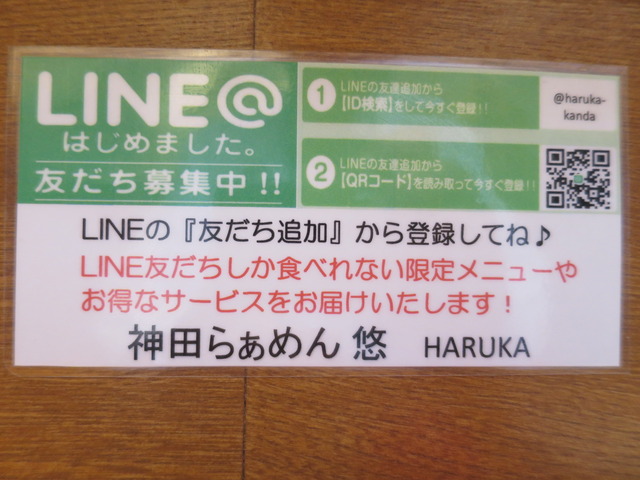 LINE@
はじめました。
友だち募集中!!
1 LINEの友達追加から
【ID検索】をして今すぐ登録!!
@haruka-
kanda
2 LINEの友達追加から
【QRコード】を読み取って今すぐ登録!!
LINEの『友だち追加』から登録してね♪
LINE友だちしか食べれない限定メニューや
お得なサービスをお届けいたします!
神田らぁめん 悠 HARUKA